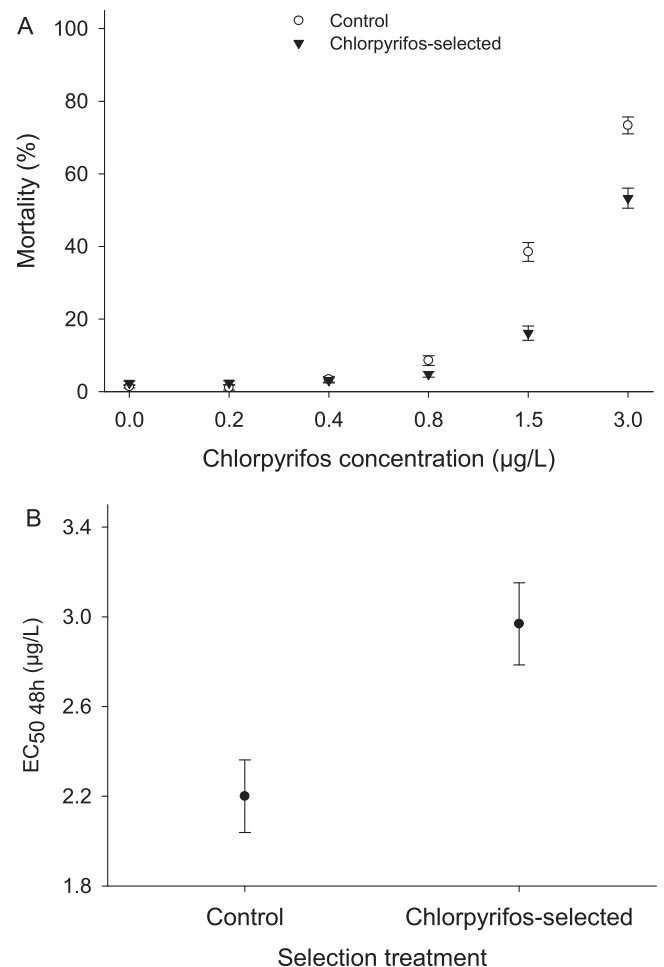 A
Control
Chlorpyrifos-selected
100
80
60
40
20
0
Mortality (%)
0.0 0.2 0.4 0.8 1.5 3.0
Chlorpyrifos concentration (µg/L)
B
3.4
3.0
2.6
2.2
1.8
EC50 48h (µg/L)
Control Chlorpyrifos-selected
Selection treatment